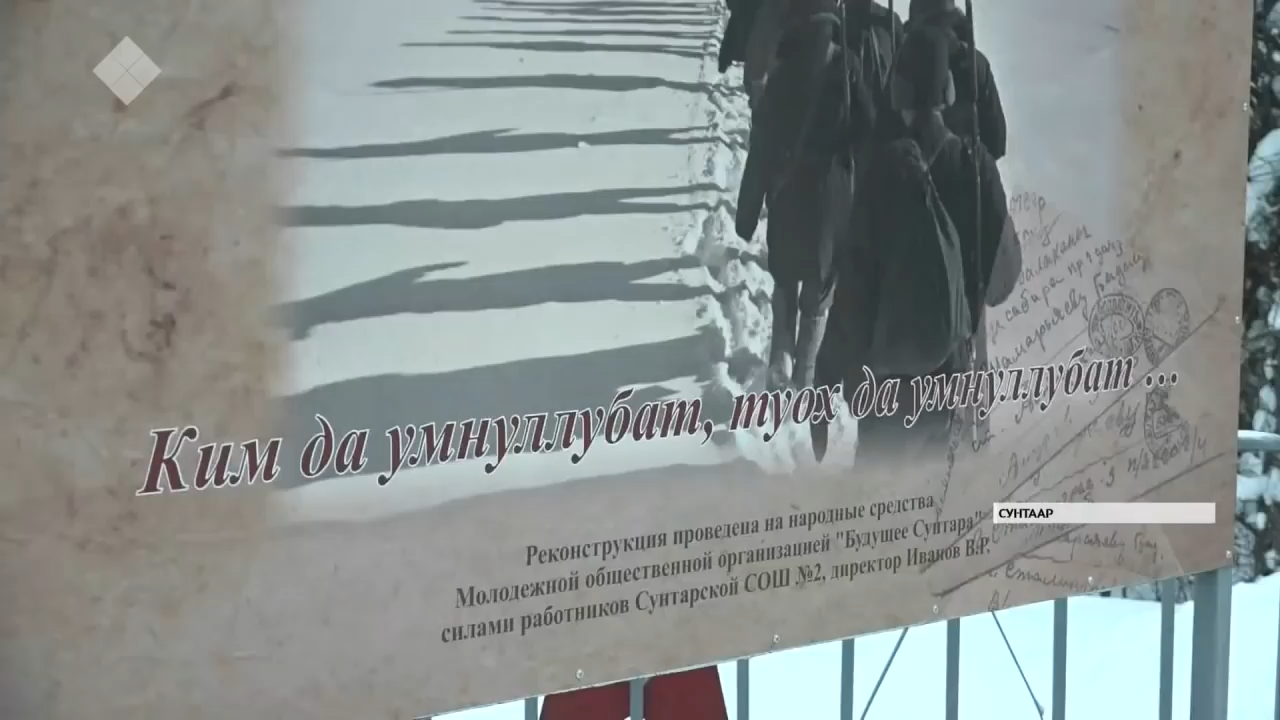 Ким да умнуллубат, туох да умнуллубат ...
Реконструкция проведена на народные средства
Молодежной общественной организацией "Будущее Сунтара"
силами работников Сунтарской СОШ №2, директор Иванов В.Р.
СУНТААР